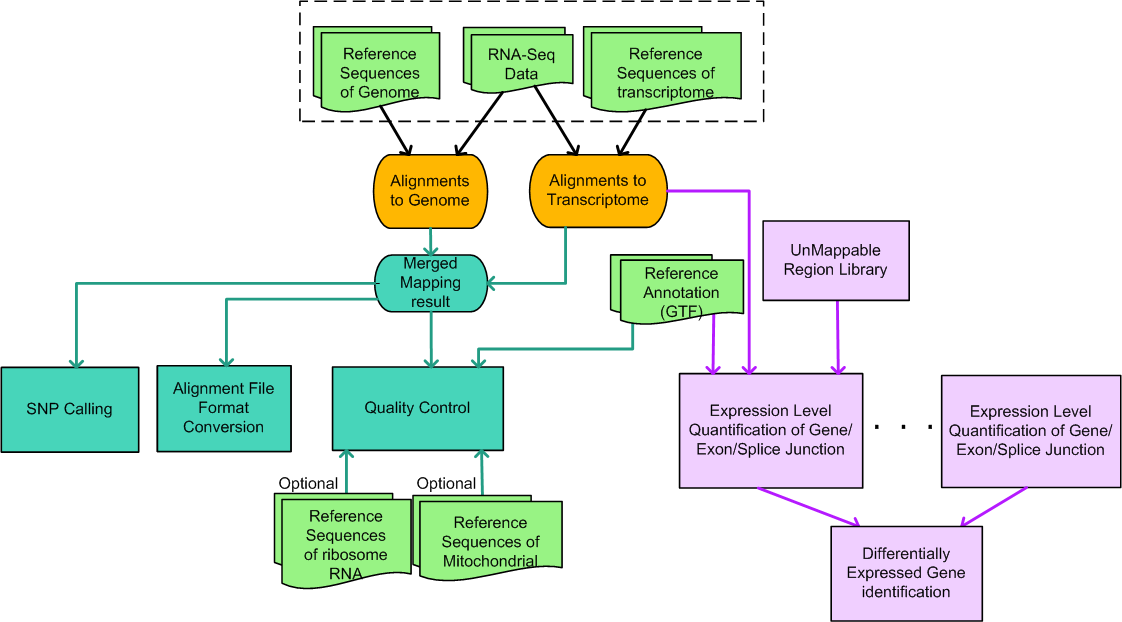 Reference
Sequences
of Genome
RNA-Seq
Data
Reference
Sequences of
transcriptome
Alignments
to Genome
Alignments to
Transcriptome
UnMappable
Region Library
Merged
Mapping
result
Reference
Annotation
(GTF)
SNP Calling
Alignment File
Format
Conversion
Quality Control
Expression Level
Quantification of Gene/
Exon/Splice Junction
. . .
Expression Level
Quantification of Gene/
Exon/Splice Junction
Optional
Optional
Reference
Sequences
of ribosome
RNA
Reference
Sequences of
Mitochondrial
Differentially
Expressed Gene
identification